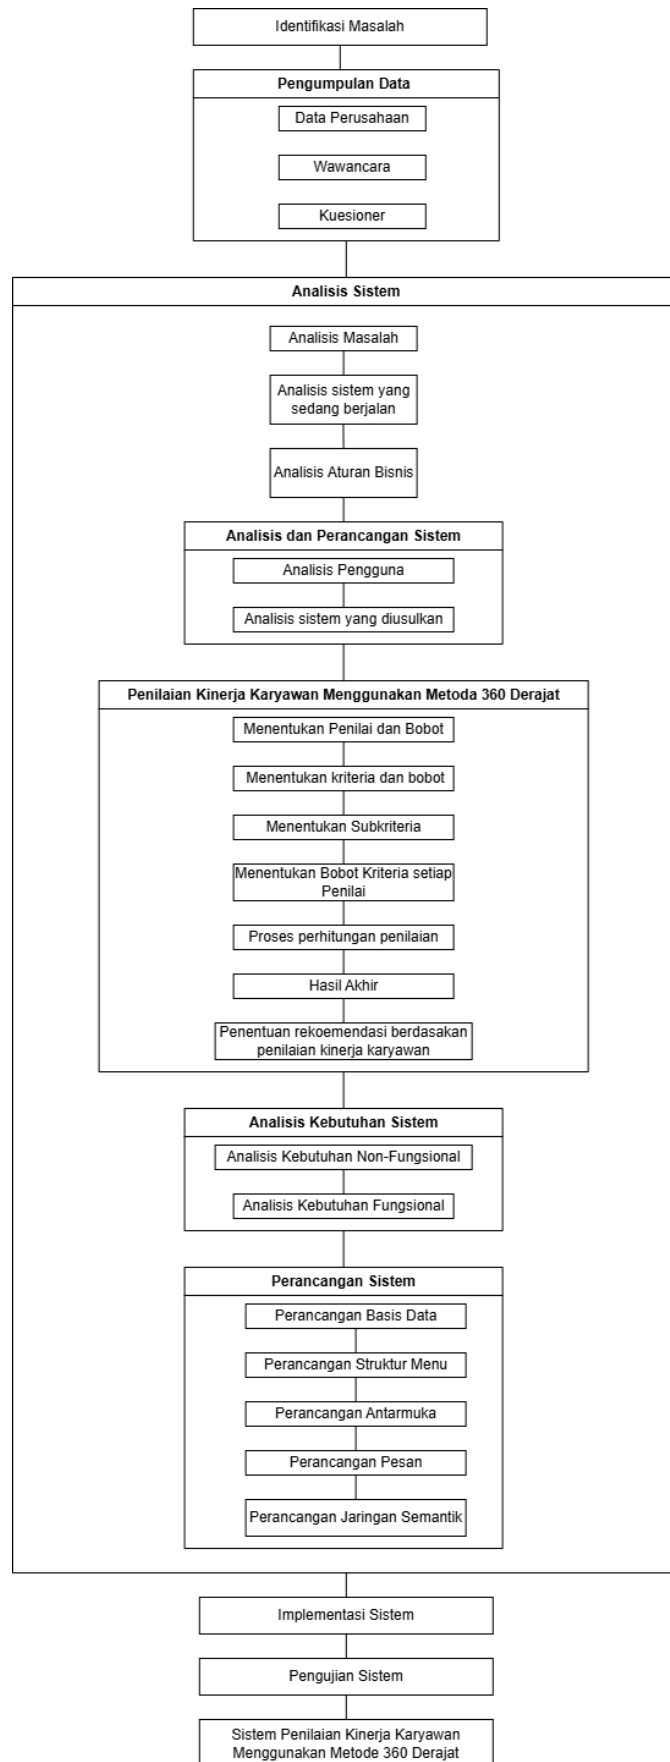 Identifikasi Masalah
Pengumpulan Data
Data Perusahaan
Wawancara
Kuesioner
Analisis Sistem
Analisis Masalah
Analisis sistem yang
sedang berjalan
Analisis Aturan Bisnis
Analisis dan Perancangan Sistem
Analisis Pengguna
Analisis sistem yang diusulkan
Penilaian Kinerja Karyawan Menggunakan Metoda 360 Derajat
Menentukan Penilai dan Bobot
Menentukan kriteria dan bobot
Menentukan Subkriteria
Menentukan Bobot Kriteria setiap
Penilai
Proses perhitungan penilaian
Hasil Akhir
Penentuan rekoemendasi berdasakan
penilaian kinerja karyawan
Analisis Kebutuhan Sistem
Analisis Kebutuhan Non-Fungsional
Analisis Kebutuhan Fungsional
Perancangan Sistem
Perancangan Basis Data
Perancangan Struktur Menu
Perancangan Antarmuka
Perancangan Pesan
Perancangan Jaringan Semantik
Implementasi Sistem
Pengujian Sistem
Sistem Penilaian Kinerja Karyawan
Menggunakan Metode 360 Derajat